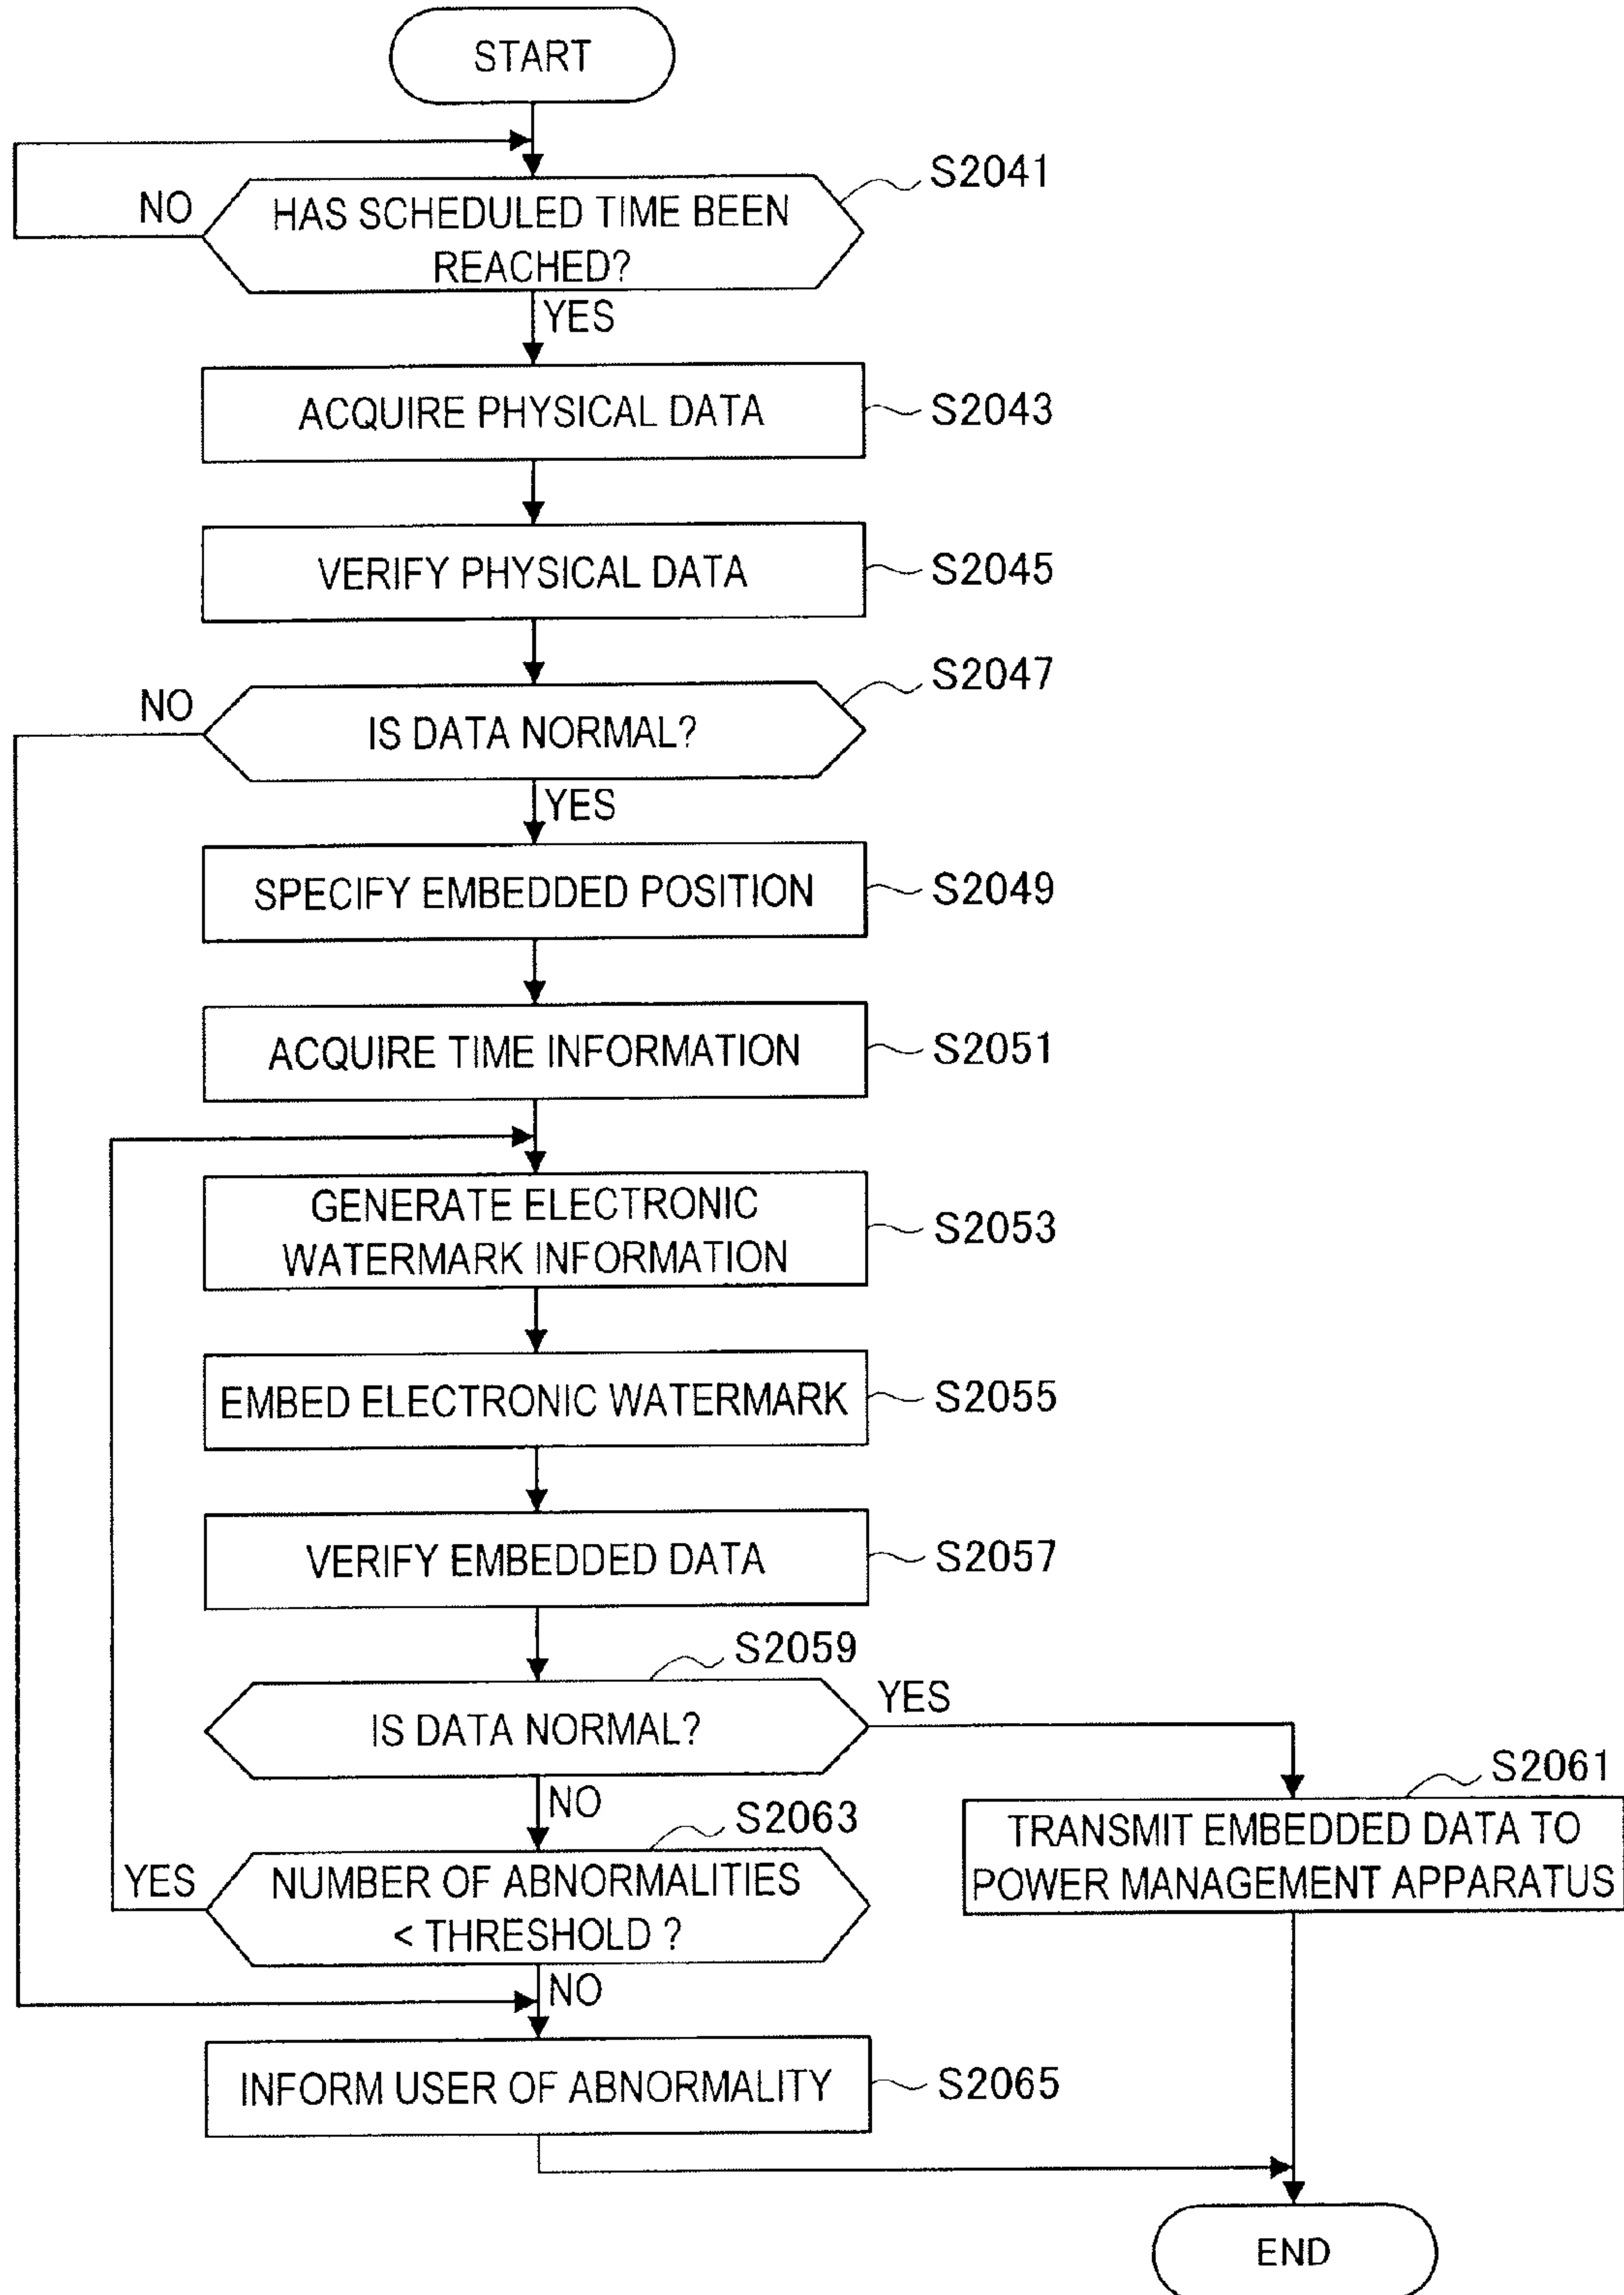 START
S2041
NO
HAS SCHEDULED TIME BEEN
REACHED?
YES
ACQUIRE PHYSICAL DATA
S2043
VERIFY PHYSICAL DATA
S2045
S2047
NO
IS DATA NORMAL?
YES
SPECIFY EMBEDDED POSITION
S2049
ACQUIRE TIME INFORMATION
S2051
GENERATE ELECTRONIC
WATERMARK INFORMATION
S2053
EMBED ELECTRONIC WATERMARK
S2055
VERIFY EMBEDDED DATA
S2057
S2059
IS DATA NORMAL?
YES
NO
S2061
TRANSMIT EMBEDDED DATA TO
POWER MANAGEMENT APPARATUS
S2063
YES
NUMBER OF ABNORMALITIES
< THRESHOLD ?
NO
INFORM USER OF ABNORMALITY
S2065
END